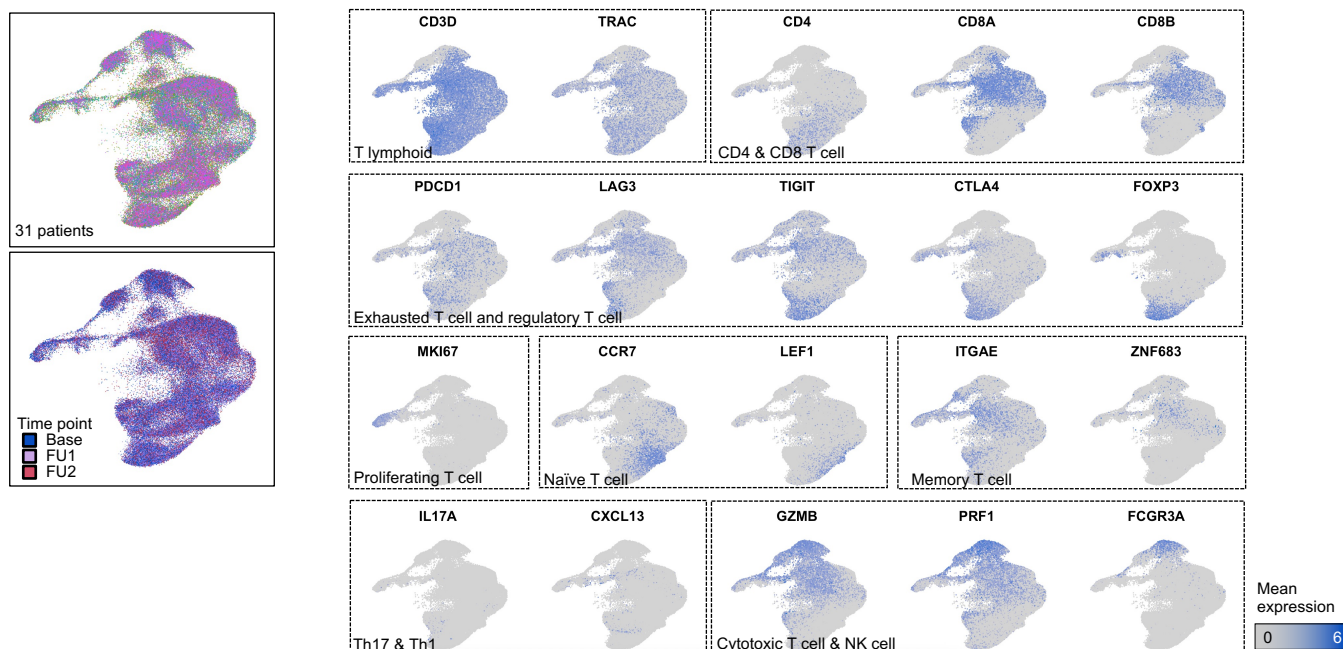 31 patients
Time point
Base
FU1
FU2
CD3D TRAC CD4 CD8A CD8B
T lymphoid CD4 & CD8 T cell
PDCD1 LAG3 TIGIT CTLA4 FOXP3
Exhausted T cell and regulatory T cell
MKI67 CCR7 LEF1 ITGAE ZNF683
Proliferating T cell Naïve T cell Memory T cell
IL17A CXCL13 GZMB PRF1 FCGR3A
Th17 & Th1 Cytotoxic T cell & NK cell
Mean
expression
0 6